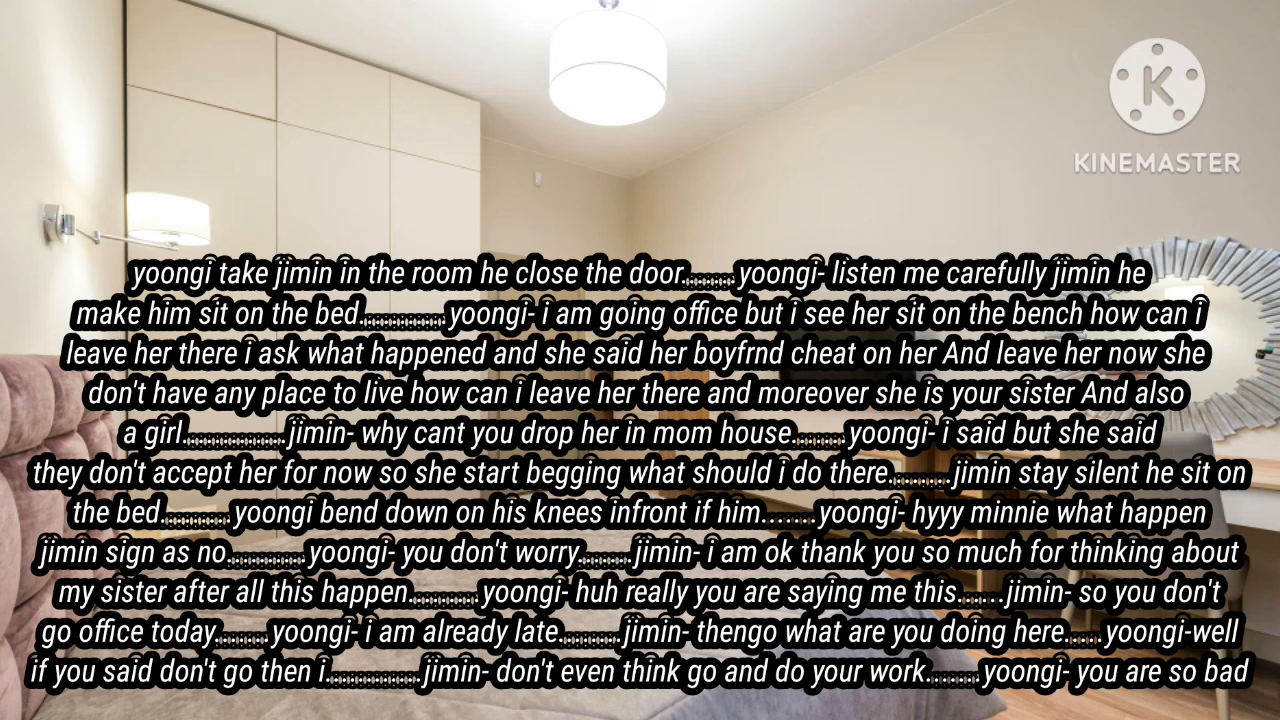 KINEMASTER
yoongi take jimin in the room he close the door.......... yoongi- listen me carefully jimin he
make him sit on the bed................ yoongi- i am going office but i see her sit on the bench how can i
leave her there i ask what happened and she said her boyfrnd cheat on her And leave her now she
don't have any place to live how can i leave her there and moreover she is your sister And also
a girl................... jimin- why cant you drop her in mom house.......... yoongi- i said but she said
they don't accept her for now so she start begging what should i do there............ jimin stay silent he sit on
the bed............. yoongi bend down on his knees infront if him........ yoongi- hyyy minnie what happen
jimin sign as no............... yoongi- you don't worry.......... jimin- i am ok thank you so much for thinking about
my sister after all this happen............. yoongi- huh really you are saying me this........ jimin- so you don't
go office today.......... yoongi- i am already late............ jimin- thengo what are you doing here...... yoongi-well
if you said don't go then i.................. jimin- don't even think go and do your work.......... yoongi- you are so bad